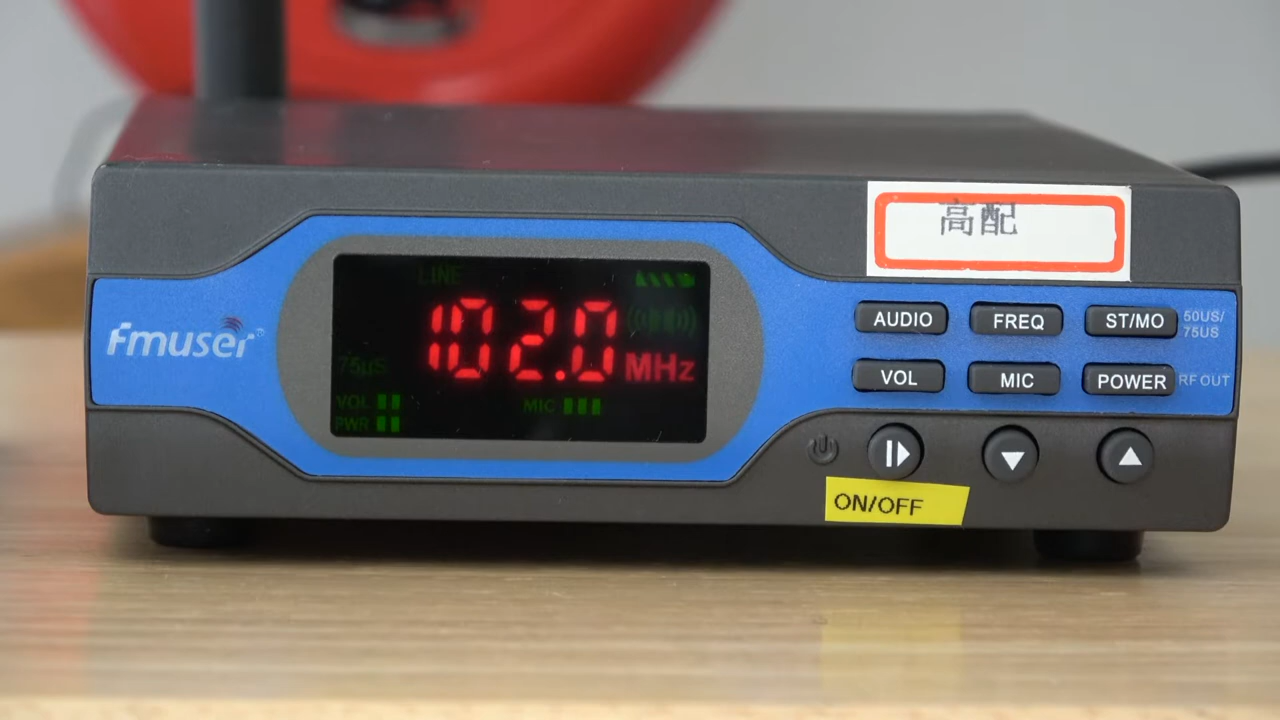 高配
Fmuser
LINE
102.0
MHz
75uS
VOL
MIC
PWR
AUDIO
FREQ
ST/MO
50US/
75US
VOL
MIC
POWER
RF OUT
ON/OFF